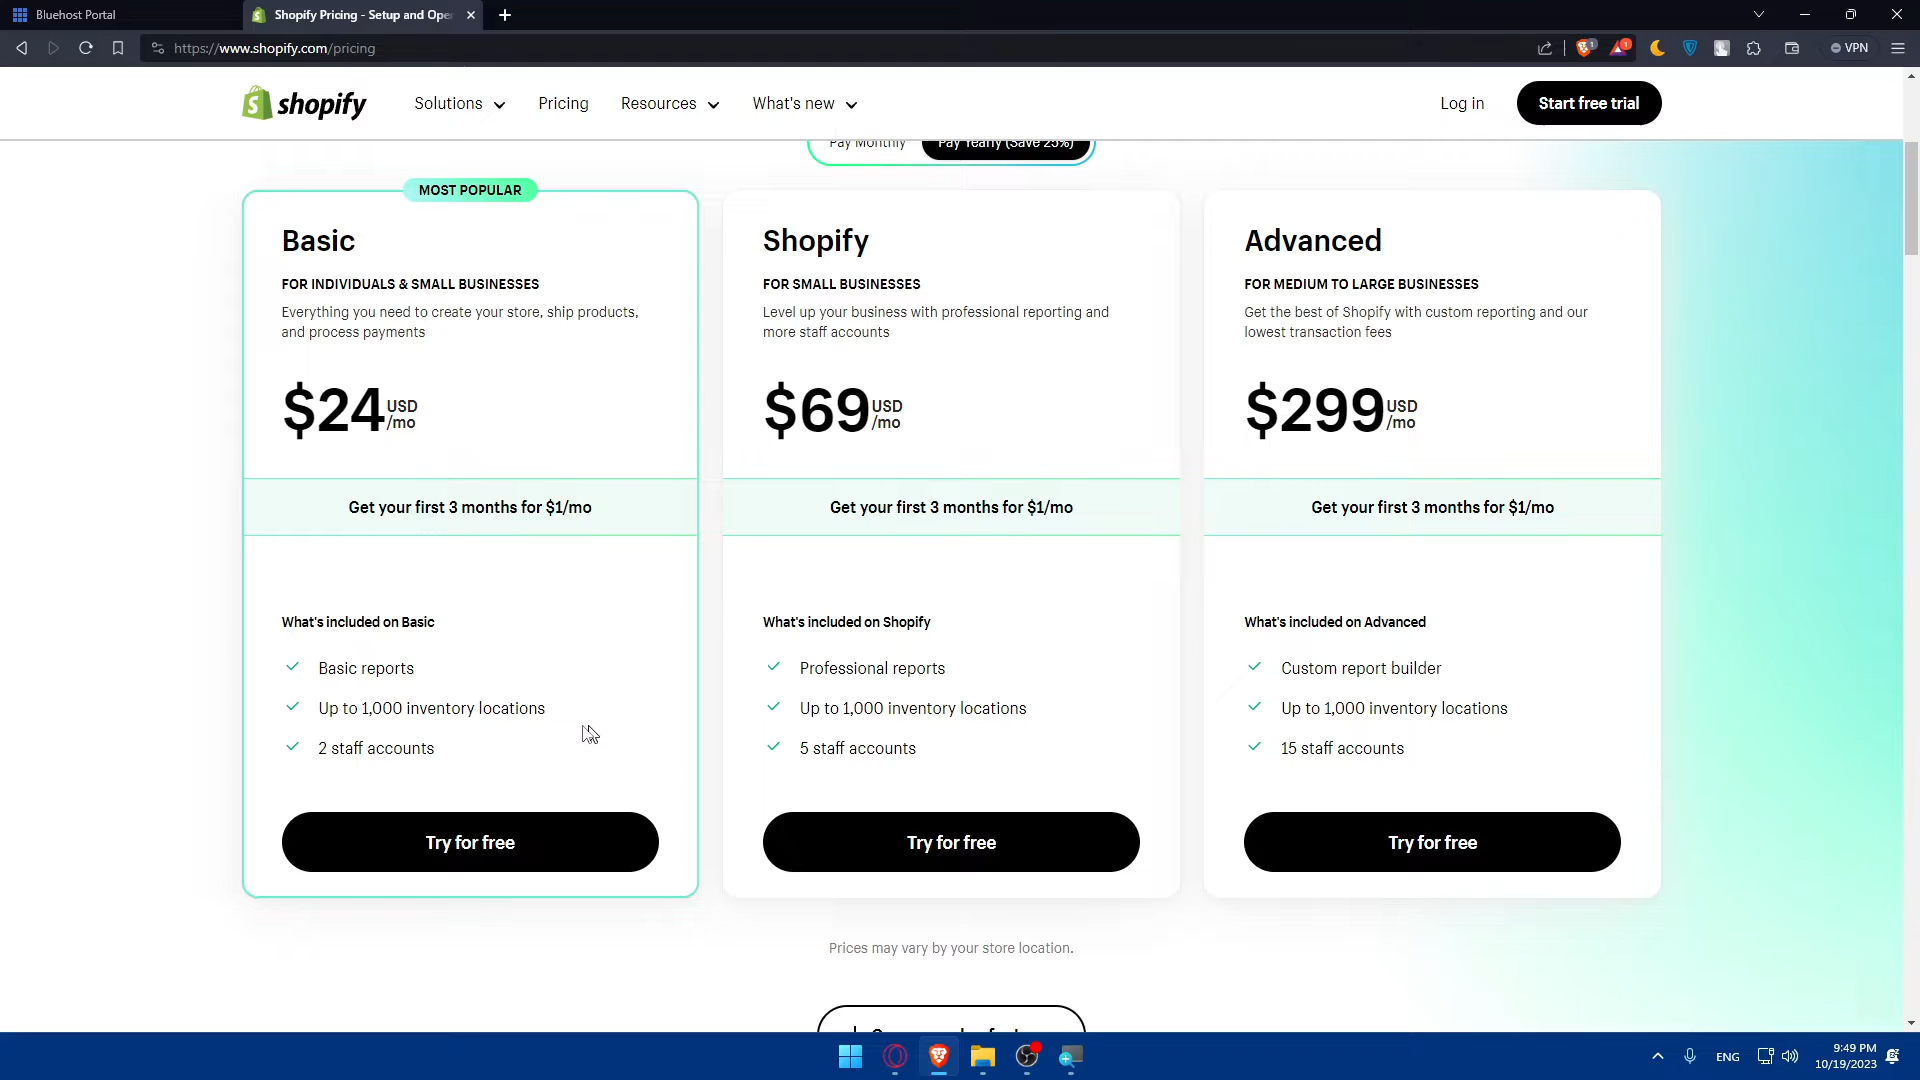 Bluehost Portal
Shopify Pricing - Setup and Ope
https://www.shopify.com/pricing
1
1
VPN
shopify
Solutions
Pricing
Resources
What's new
Log in
Start free trial
Pay Monthly
Pay Yearly (Save 25%)
MOST POPULAR
Basic
FOR INDIVIDUALS & SMALL BUSINESSES
Everything you need to create your store, ship products,
and process payments
$24
USD
/mo
Get your first 3 months for $1/mo
What's included on Basic
Basic reports
Up to 1,000 inventory locations
2 staff accounts
Try for free
Shopify
FOR SMALL BUSINESSES
Level up your business with professional reporting and
more staff accounts
$69
USD
/mo
Get your first 3 months for $1/mo
What's included on Shopify
Professional reports
Up to 1,000 inventory locations
5 staff accounts
Try for free
Advanced
FOR MEDIUM TO LARGE BUSINESSES
Get the best of Shopify with custom reporting and our
lowest transaction fees
$299
USD
/mo
Get your first 3 months for $1/mo
What's included on Advanced
Custom report builder
Up to 1,000 inventory locations
15 staff accounts
Try for free
Prices may vary by your store location.
ENG
9:49 PM
10/19/2023